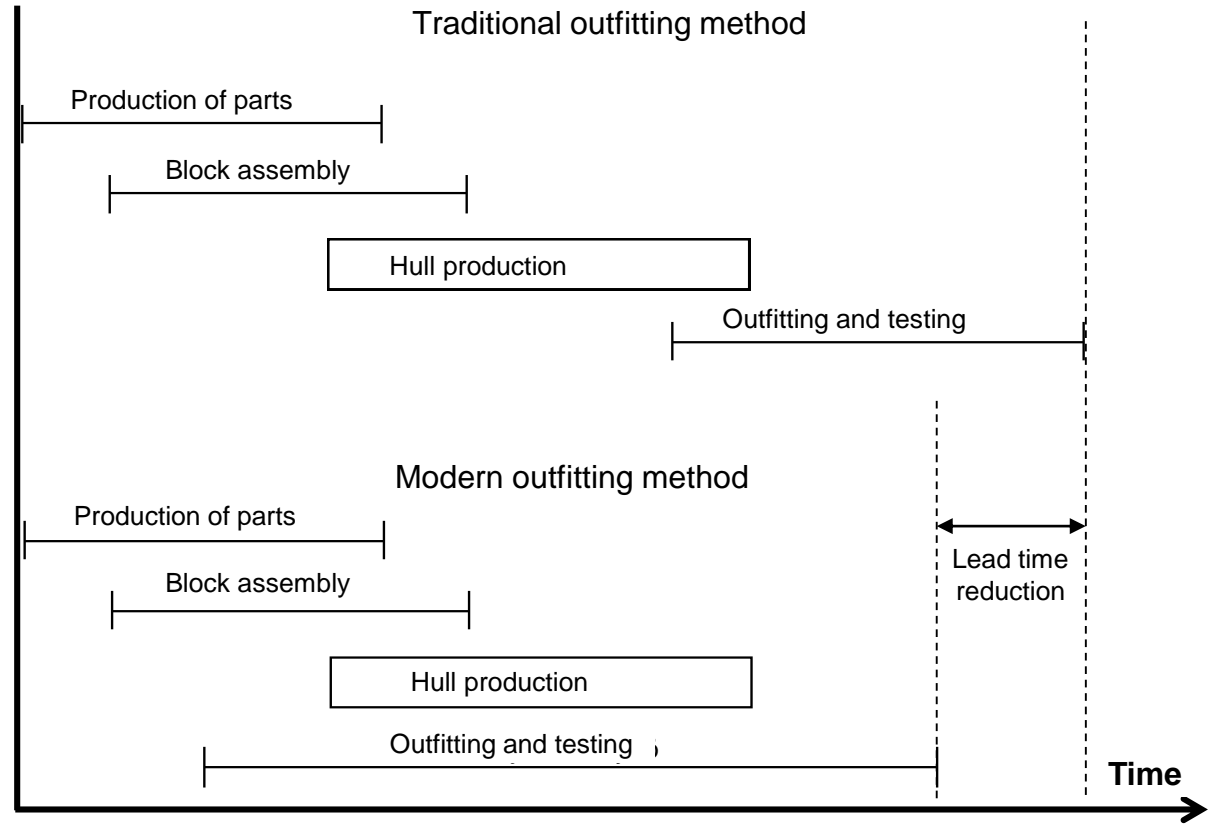 Traditional outfitting method
Production of parts
Block assembly
Hull production
Outfitting and testing
Modern outfitting method
Production of parts
Lead time
reduction
Block assembly
Hull production
Outfitting and testing
Time